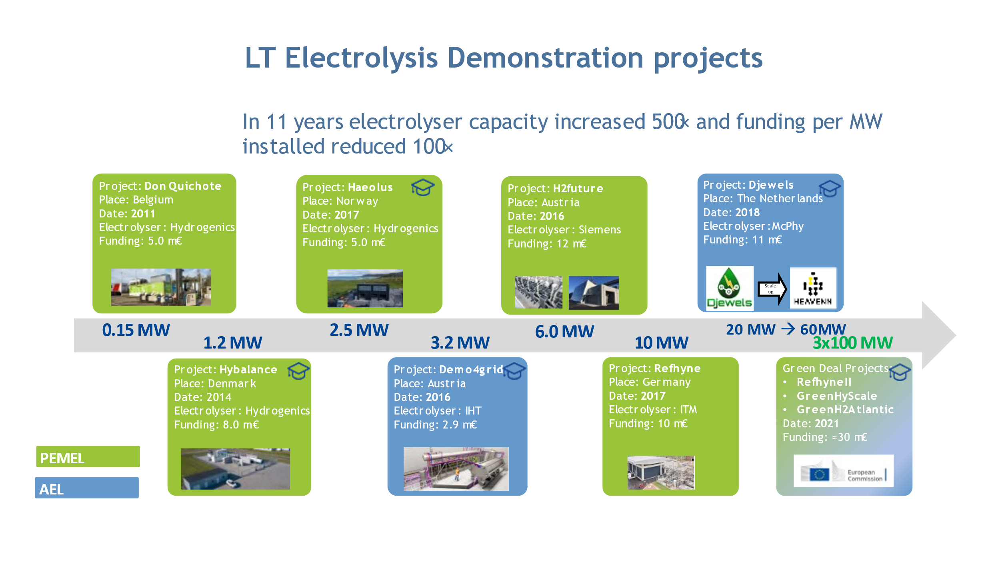 LT Electrolysis Demonstration projects
In 11 years electrolyser capacity increased 500x and funding per MW
installed reduced 100x
Project: Don Quichote
Place: Belgium
Date: 2011
Electrolyser: Hydrogenics
Funding: 5.0 m€
Project: Haeolus
Place: Norway
Date: 2017
Electrolyser: Hydrogenics
Funding: 5.0 m€
Project: H2future
Place: Austria
Date: 2016
Electrolyser: Siemens
Funding: 12 m€
Project: Djewels
Place: The Netherlands
Date: 2018
Electrolyser:McPhy
Funding: 11 m€
Djewels
Scale-
up
HEAVENN
0.15 MW
1.2 MW
2.5 MW
3.2 MW
6.0 MW
10 MW
20 MW → 60MW
3x100 MW
Project: Hybalance
Place: Denmark
Date: 2014
Electrolyser: Hydrogenics
Funding: 8.0 m€
Project: Demo4grid
Place: Austria
Date: 2016
Electrolyser: IHT
Funding: 2.9 m€
Project: Refhyne
Place: Germany
Date: 2017
Electrolyser: ITM
Funding: 10 m€
Green Deal Projects:
• RefhyneII
• GreenHyScale
• GreenH2Atlantic
Date: 2021
Funding: ≈30 m€
European
Commission
PEMEL
AEL